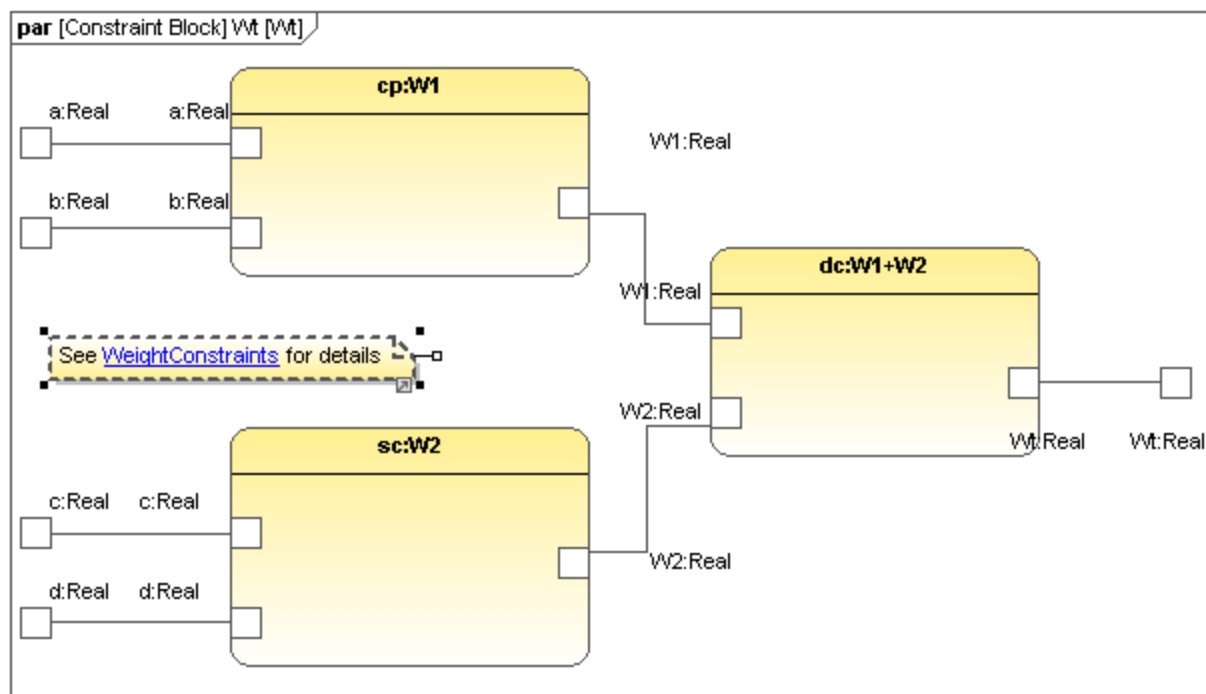 par [Constraint Block] Wt [Wt]
cp:W1
a:Real a:Real
W1:Real
b:Real b:Real
dc:W1+W2
W1:Real
See WeightConstraints for details
W2:Real
sc:W2
Wt:Real Wt:Real
c:Real c:Real
W2:Real
d:Real d:Real